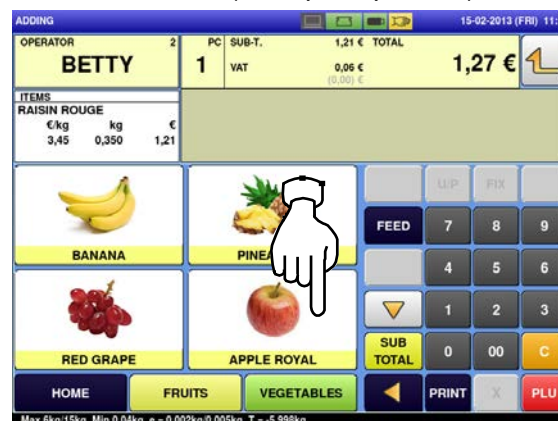 ADDING 15-02-2013 (FRI) 11:
OPERATOR 2 PC SUB-T. 1,21 € TOTAL
BETTY 1 VAT 0,06 € 1,27 €
(0,00) €
ITEMS
RAISIN ROUGE
€/kg kg €
3,45 0,350 1,21
U/P FIX
FEED 7 8 9
BANANA PINE
4 5 6
1 2 3
SUB TOTAL 0 00 C
RED GRAPE APPLE ROYAL
HOME FRUITS VEGETABLES PRINT X PLU
Max 6kg/15kg Min 0,04kg e = 0,002kg/0,005kg T = -5,998kg